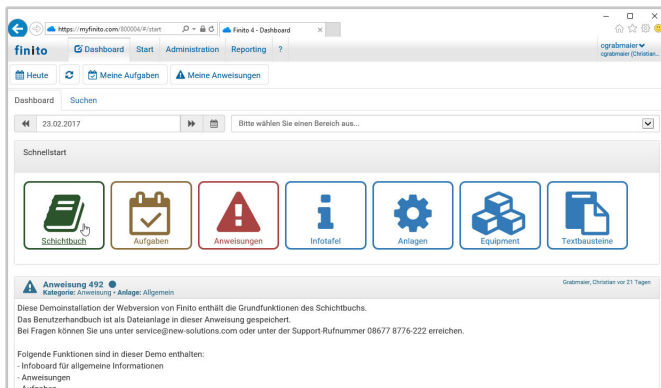 https://myfinito.com/800004/#/start
Finito 4 - Dashboard
finito
Dashboard
Start
Administration
Reporting
?
cgrabmaier
cgrabmaier (Christian...
Heute
Meine Aufgaben
Meine Anweisungen
Dashboard
Suchen
23.02.2017
Bitte wählen Sie einen Bereich aus...
Schnellstart
Schichtbuch
Aufgaben
Anweisungen
Infotafel
Anlagen
Equipment
Textbausteine
Anweisung 492
Grabmaier, Christian vor 21 Tagen
Kategorie: Anweisung • Anlage: Allgemein
Diese Demoinstallation der Webversion von Finito enthält die Grundfunktionen des Schichtbuchs.
Das Benutzerhandbuch ist als Dateianlage in dieser Anweisung gespeichert.
Bei Fragen können Sie uns unter service@new-solutions.com oder unter der Support-Rufnummer 08677 8776-222 erreichen.
Folgende Funktionen sind in dieser Demo enthalten:
- Infoboard für allgemeine Informationen
- Anweisungen
- Aufgaben